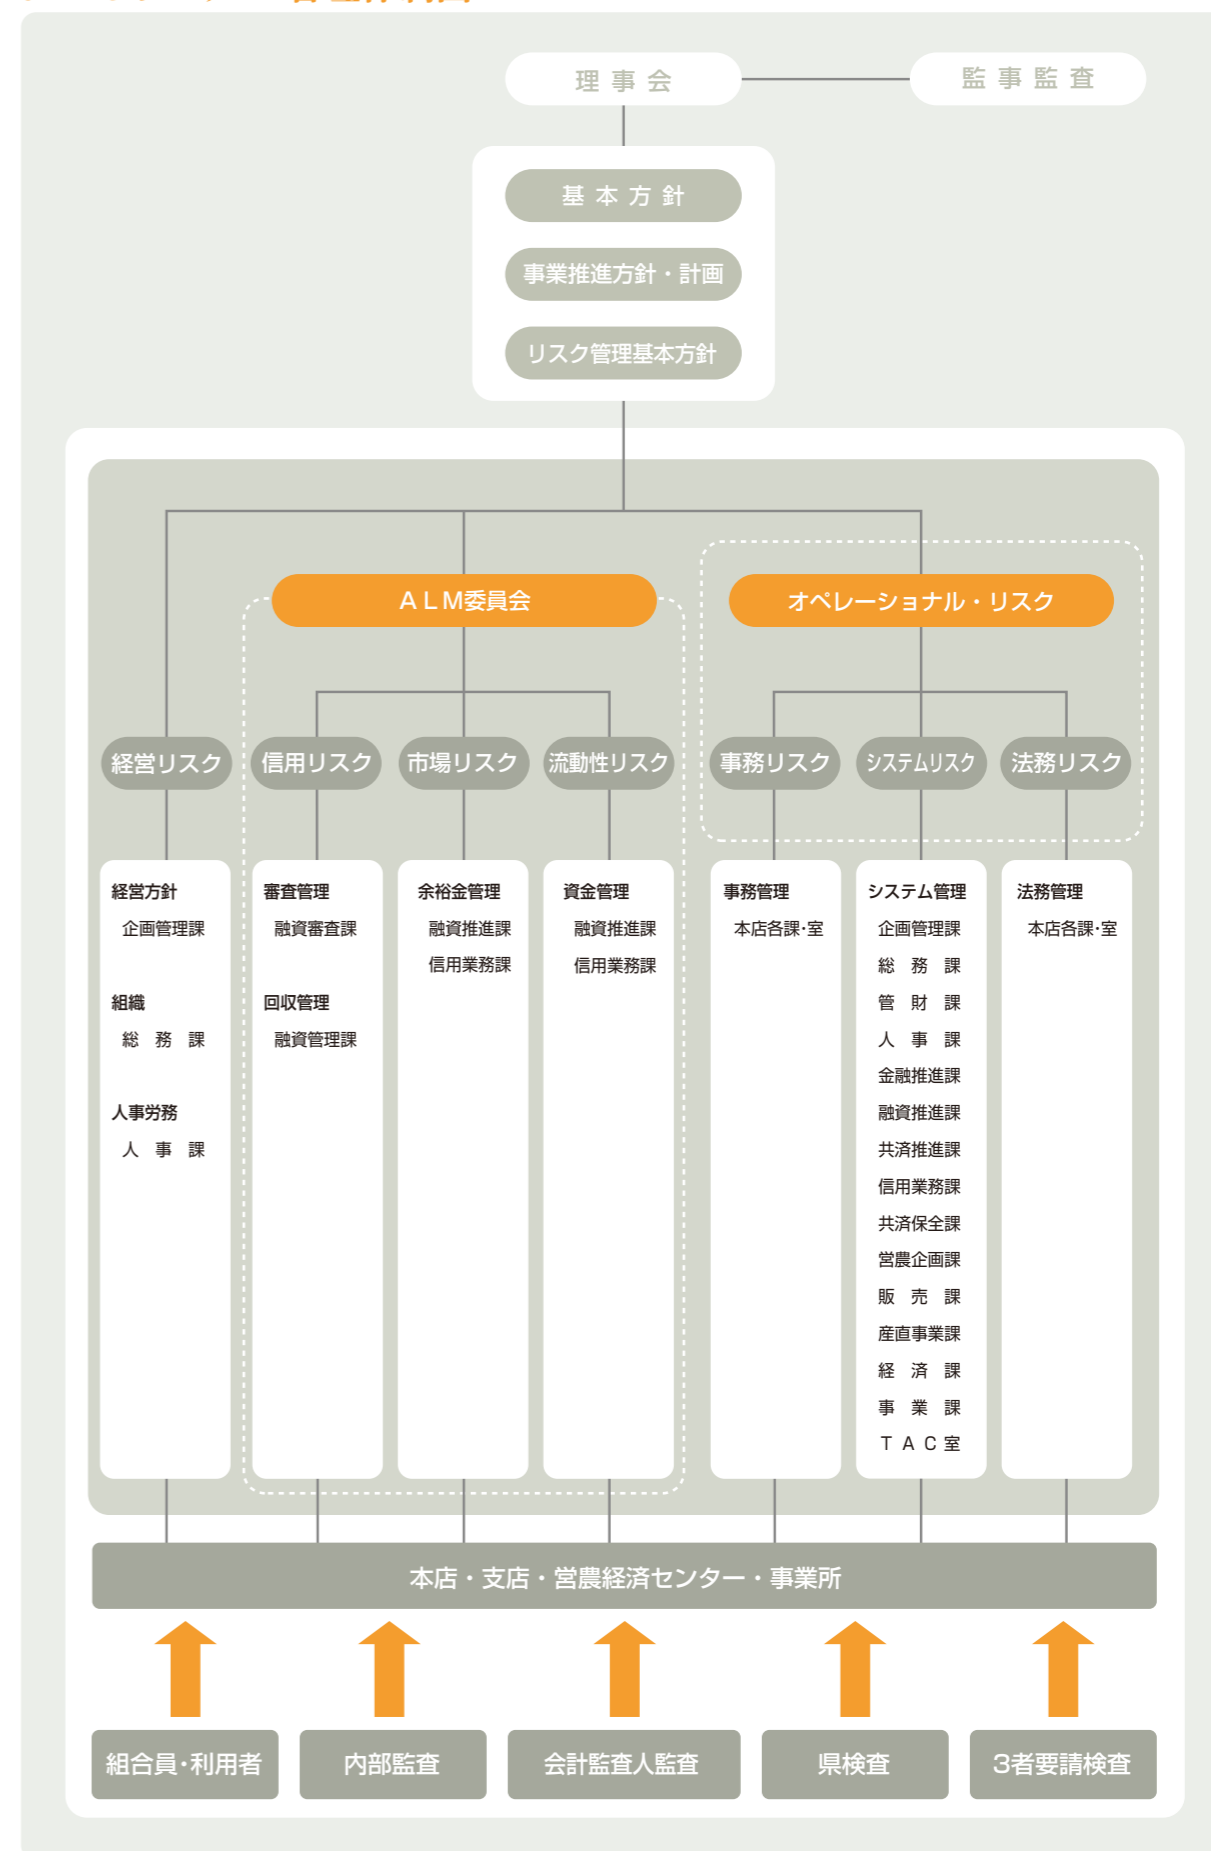 理事会
監事監査
基本方針
事業推進方針・計画
リスク管理基本方針
ALM委員会
オペレーショナル・リスク
経営リスク
信用リスク
市場リスク
流動性リスク
事務リスク
システムリスク
法務リスク
経営方針
企画管理課
組織
総務課
人事労務
人事課
審査管理
融資審査課
回収管理
融資管理課
余裕金管理
融資推進課
信用業務課
資金管理
融資推進課
信用業務課
事務管理
本店各課・室
システム管理
企画管理課
総務課
管財課
人事課
金融推進課
融資推進課
共済推進課
信用業務課
共済保全課
営農企画課
販売課
産直事業課
経済課
事業課
TAC室
法務管理
本店各課・室
本店・支店・営農経済センター・事業所
組合員・利用者
内部監査
会計監査人監査
県検査
3者要請検査